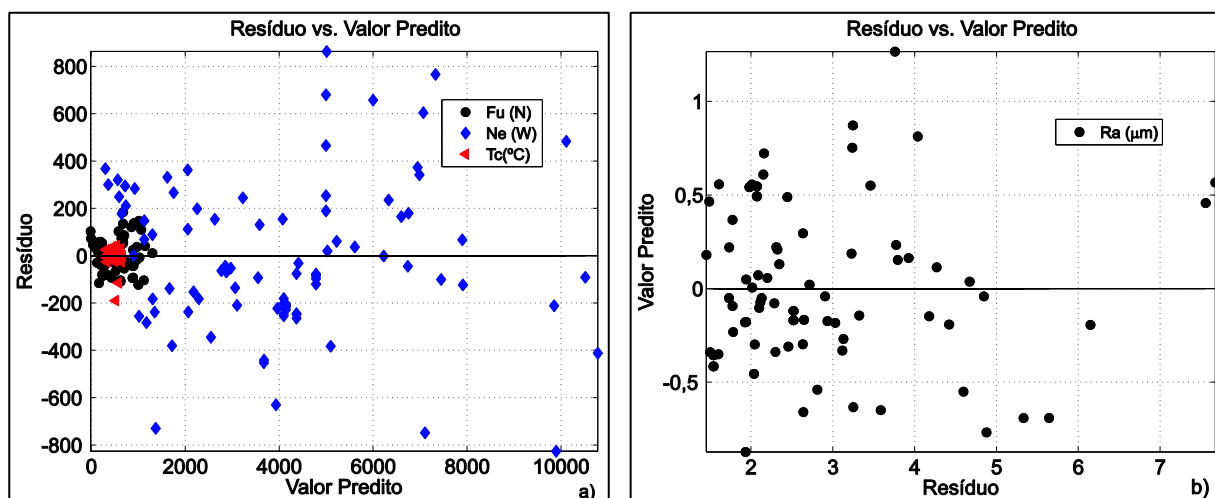 Resíduo vs. Valor Predito
800
600
400
200
0
-200
-400
-600
-800
Resíduo
Fu (N)
Ne (W)
Tc(ºC)
0 2000 4000 6000 8000 10000
Valor Predito
a)
Resíduo vs. Valor Predito
1
0,5
0
-0,5
Valor Predito
Ra (μm)
2 3 4 5 6 7
Resíduo
b)